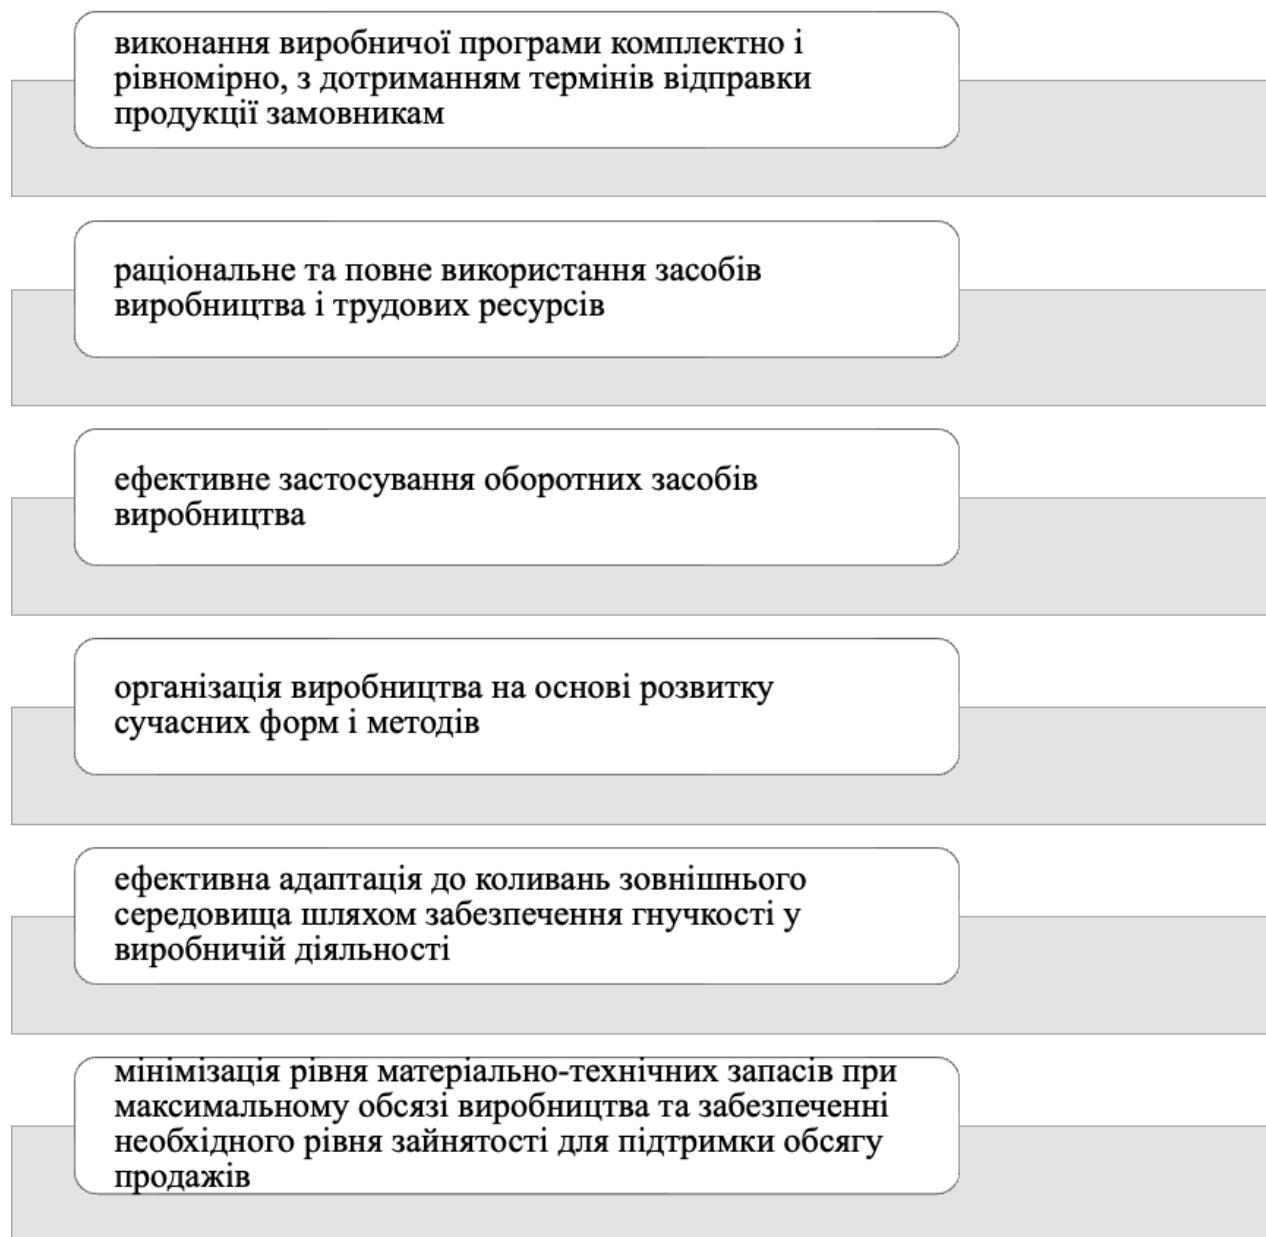 виконання виробничої програми комплектно і
рівномірно, з дотриманням термінів відправки
продукції замовникам
раціональне та повне використання засобів
виробництва і трудових ресурсів
ефективне застосування оборотних засобів
виробництва
організація виробництва на основі розвитку
сучасних форм і методів
ефективна адаптація до коливань зовнішнього
середовища шляхом забезпечення гнучкості у
виробничій діяльності
мінімізація рівня матеріально-технічних запасів при
максимальному обсязі виробництва та забезпеченні
необхідного рівня зайнятості для підтримки обсягу
продажів